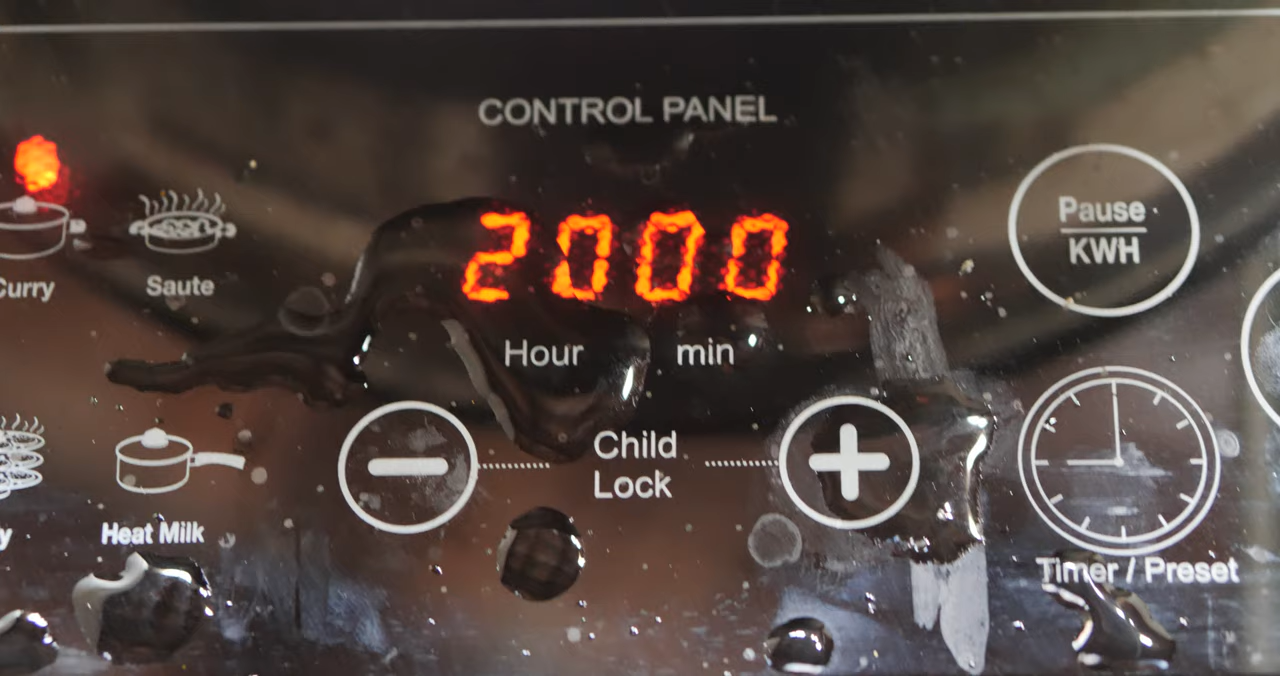 CONTROL PANEL
2000
Hour min
Pause
KWH
Curry
Saute
Child
Lock
Heat Milk
Timer / Preset